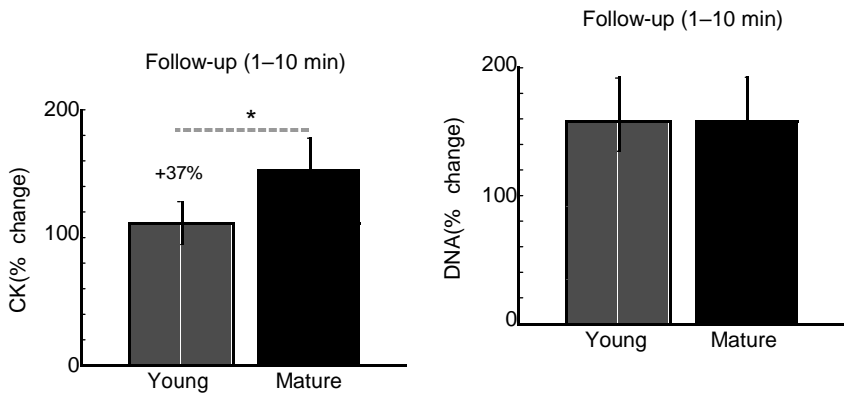 Follow-up (1–10 min)
200
*
+37%
100
0
CK(% change)
Young Mature
Follow-up (1–10 min)
200
100
0
DNA(% change)
Young Mature